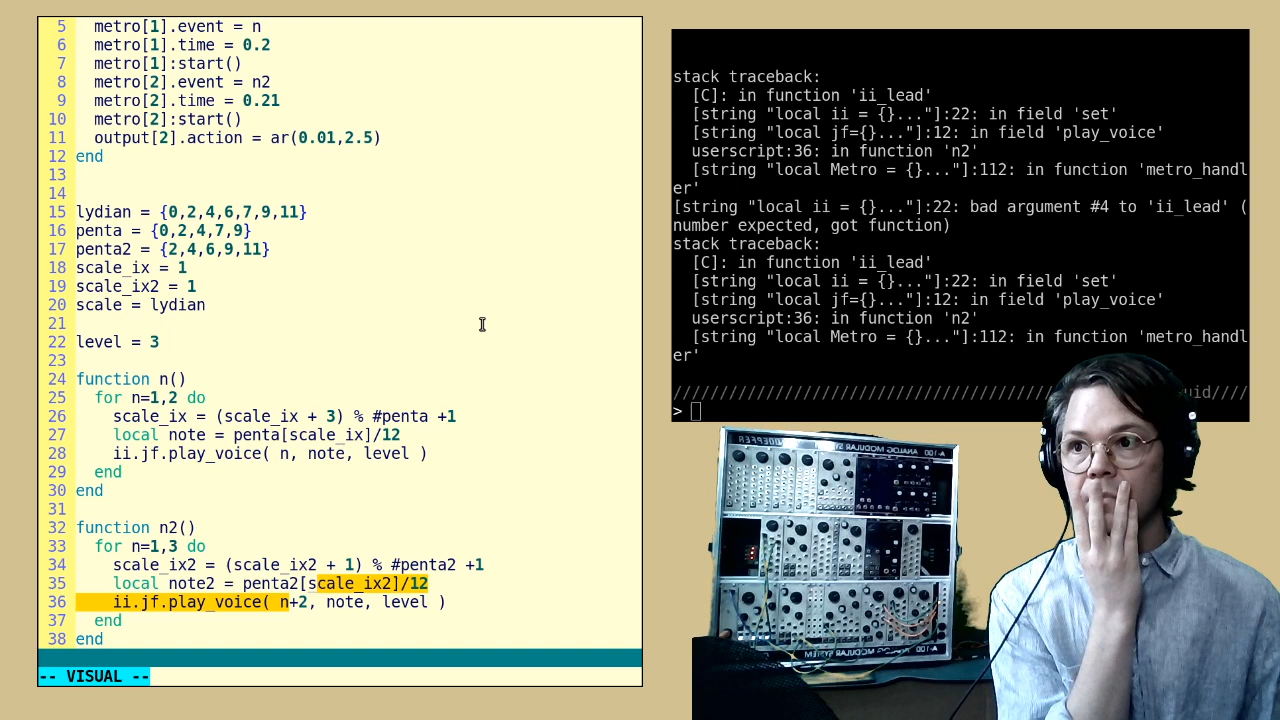 5   metro[1].event = n
6   metro[1].time = 0.2
7   metro[1]:start()
8   metro[2].event = n2
9   metro[2].time = 0.21
10   metro[2]:start()
11   output[2].action = ar(0.01,2.5)
12 end
13
14
15 lydian = {0,2,4,6,7,9,11}
16 penta = {0,2,4,7,9}
17 penta2 = {2,4,6,9,11}
18 scale_ix = 1
19 scale_ix2 = 1
20 scale = lydian
21
22 level = 3
23
24 function n()
25   for n=1,2 do
26     scale_ix = (scale_ix + 3) % #penta +1
27     local note = penta[scale_ix]/12
28     ii.jf.play_voice( n, note, level )
29   end
30 end
31
32 function n2()
33   for n=1,3 do
34     scale_ix2 = (scale_ix2 + 1) % #penta2 +1
35     local note2 = penta2[scale_ix2]/12
36     ii.jf.play_voice( n+2, note, level )
37   end
38 end
-- VISUAL --
stack traceback:
  [C]: in function 'ii_lead'
  [string "local ii = {}..."]:22: in field 'set'
  [string "local jf={}..."]:12: in field 'play_voice'
  userscript:36: in function 'n2'
  [string "local Metro = {}..."]:112: in function 'metro_handl
er'
[string "local ii = {}..."]:22: bad argument #4 to 'ii_lead' (
number expected, got function)
stack traceback:
  [C]: in function 'ii_lead'
  [string "local ii = {}..."]:22: in field 'set'
  [string "local jf={}..."]:12: in field 'play_voice'
  userscript:36: in function 'n2'
  [string "local Metro = {}..."]:112: in function 'metro_handl
er'
>
DOEPFER
ANALOG MODULAR SYSTEM A-100
ANALOG MODULAR SYSTEM A-100